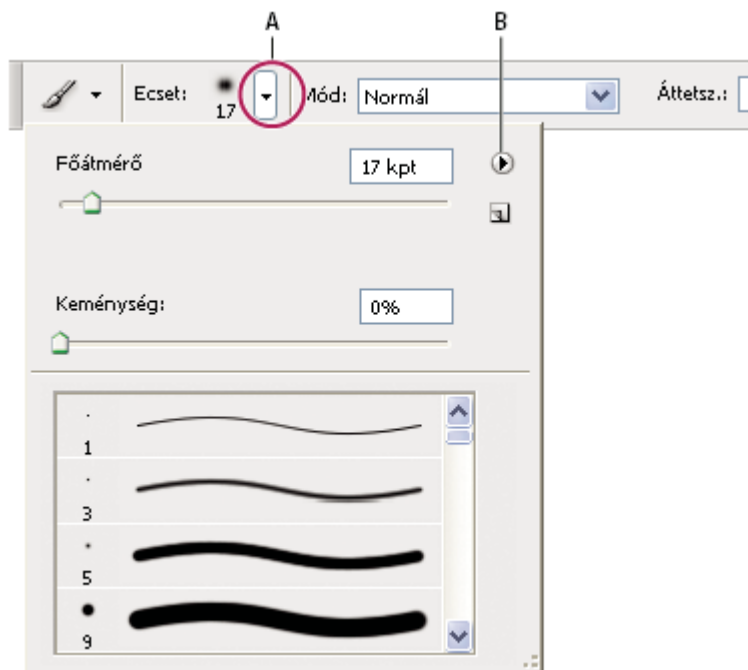 A B
Ecset: 17 Mód: Normál Áttetsz.:
Főátmérő 17 kpt
Keménység: 0%
1
3
5
9